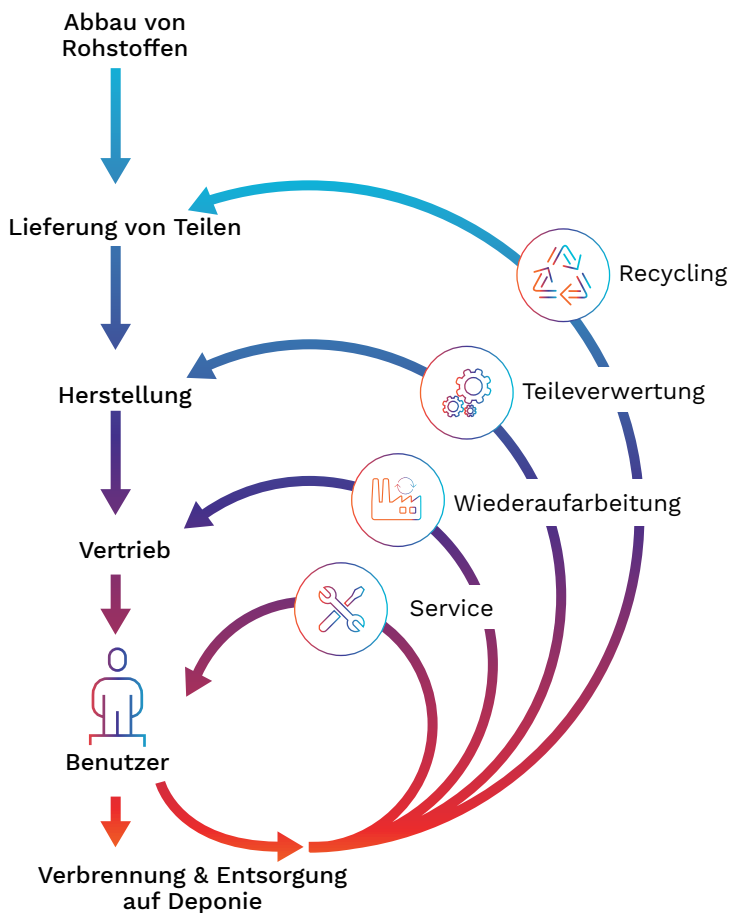 Abbau von
Rohstoffen
Lieferung von Teilen
Recycling
Herstellung
Teileverwertung
Wiederaufarbeitung
Vertrieb
Service
Benutzer
Verbrennung & Entsorgung
auf Deponie